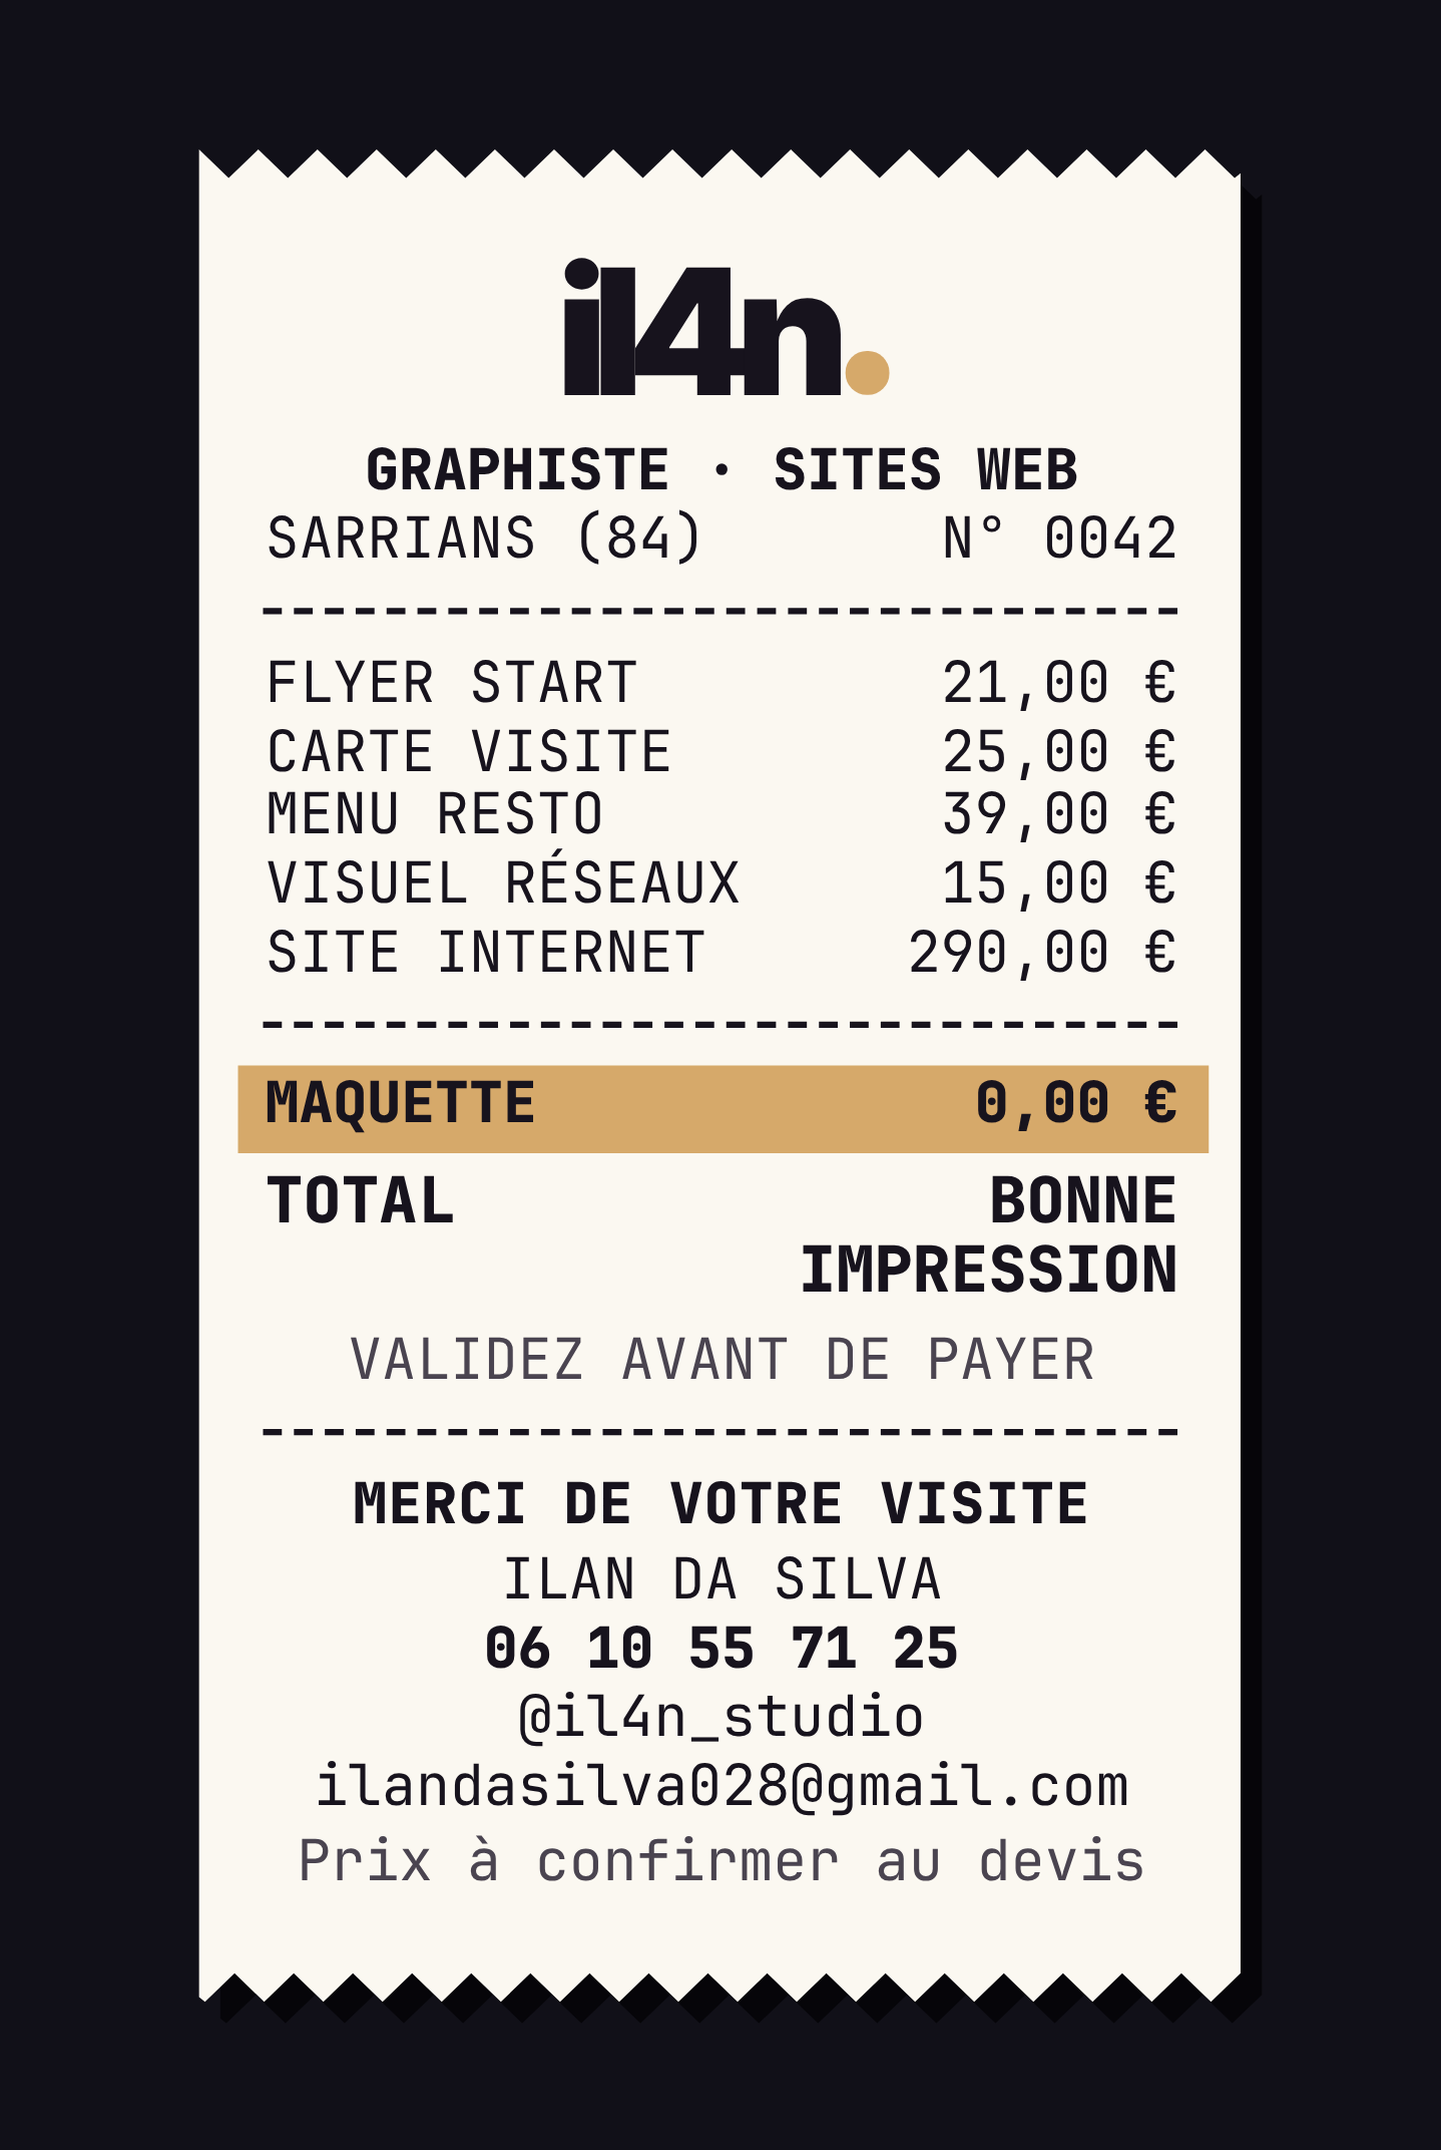 il4n.
GRAPHISTE · SITES WEB
SARRIANS (84) N° 0042
FLYER START 21,00 €
CARTE VISITE 25,00 €
MENU RESTO 39,00 €
VISUEL RÉSEAUX 15,00 €
SITE INTERNET 290,00 €
MAQUETTE 0,00 €
TOTAL BONNE
IMPRESSION
VALIDEZ AVANT DE PAYER
MERCI DE VOTRE VISITE
ILAN DA SILVA
06 10 55 71 25
@il4n_studio
ilandasilva028@gmail.com
Prix à confirmer au devis